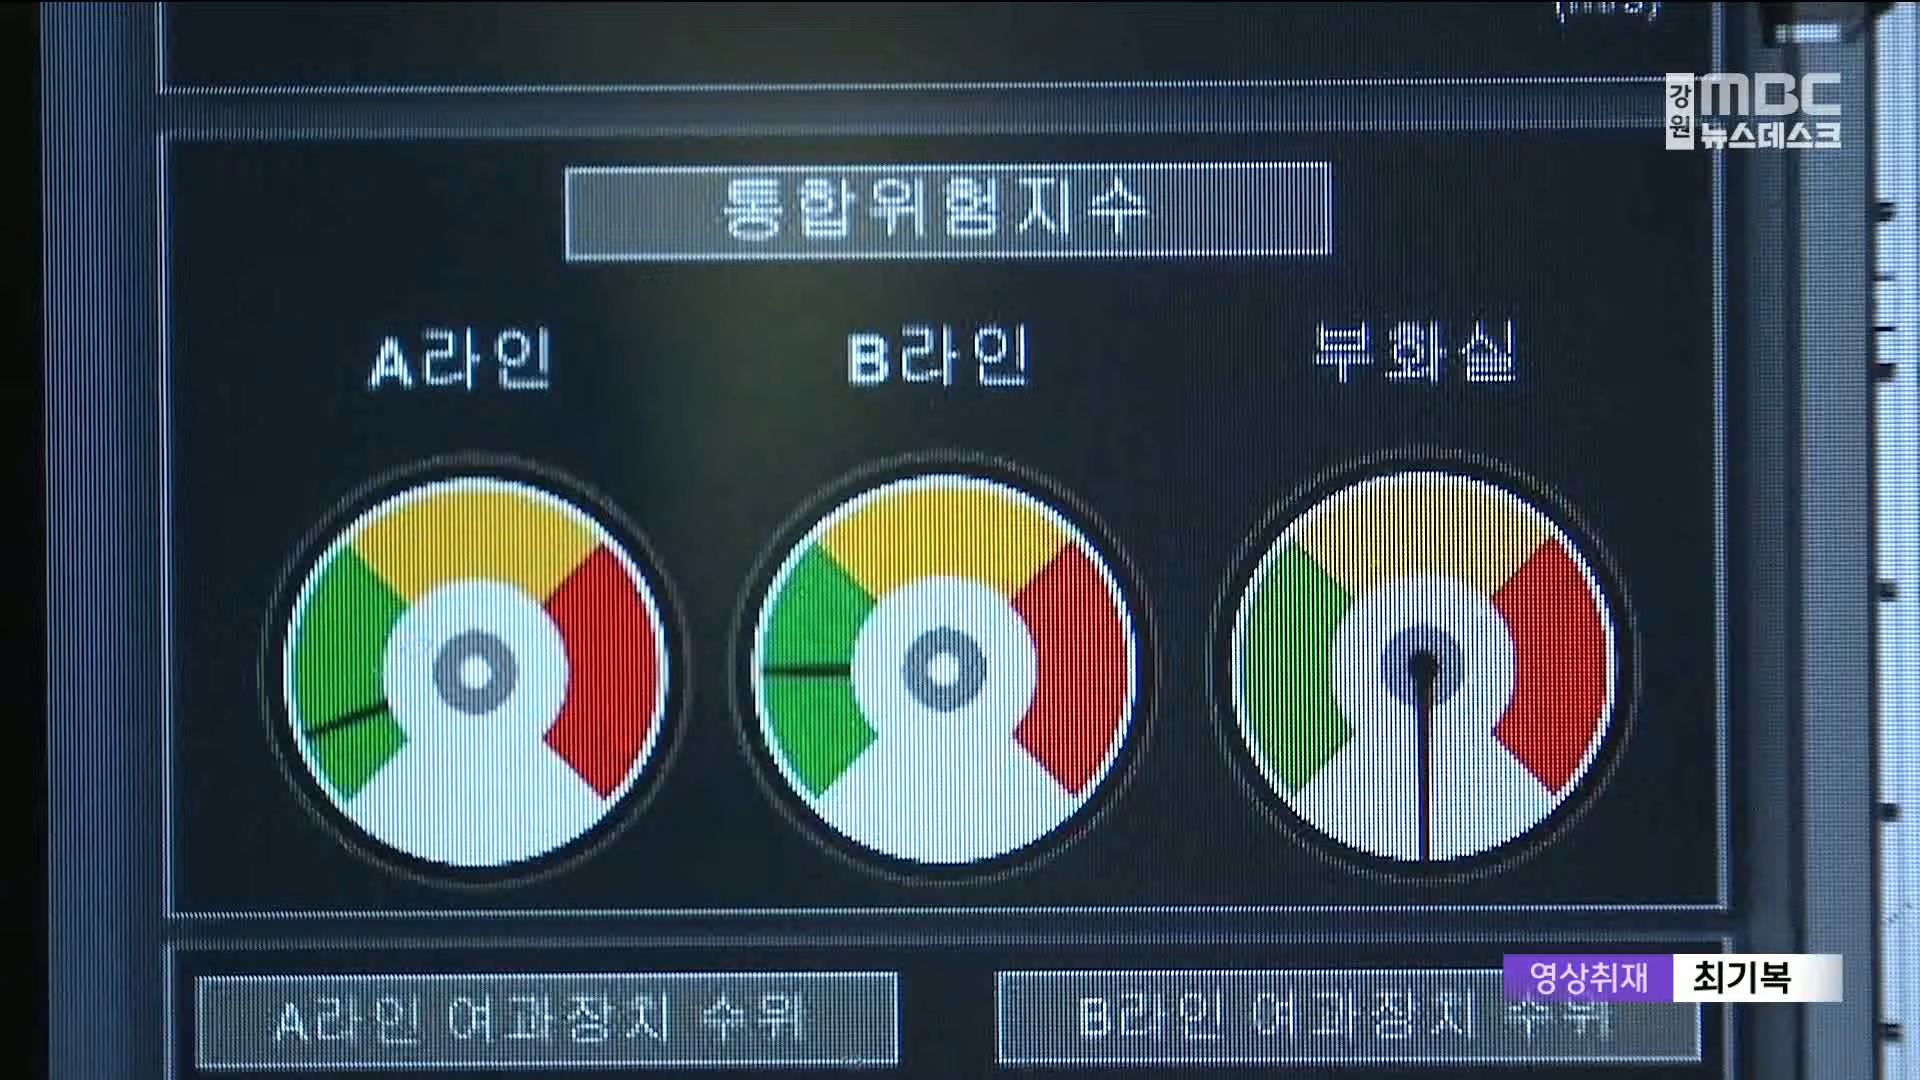 강원 MBC
뉴스데스크
통합위험지수
A라인 B라인 부화실
영상취재 최기복
A라인 여과장치 수위 B라인 여과장치 수위